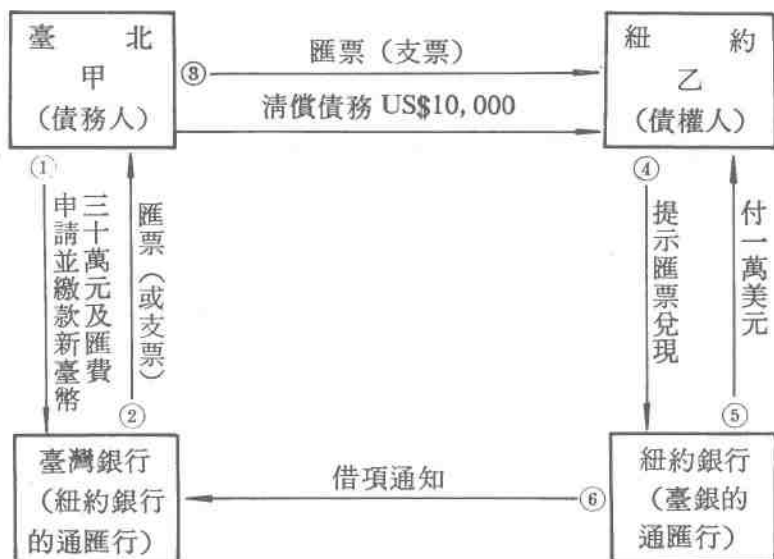 臺北
甲
(債務人)
⑧
匯票(支票)
清償債務 US$10,000
紐約
乙
(債權人)
①
申請並繳款新臺幣
三十萬元及匯費
匯票(或支票)
②
④
提示匯票兌現
付一萬美元
⑤
臺灣銀行
(紐約銀行
的通匯行)
借項通知
⑥
紐約銀行
(臺銀的
通匯行)